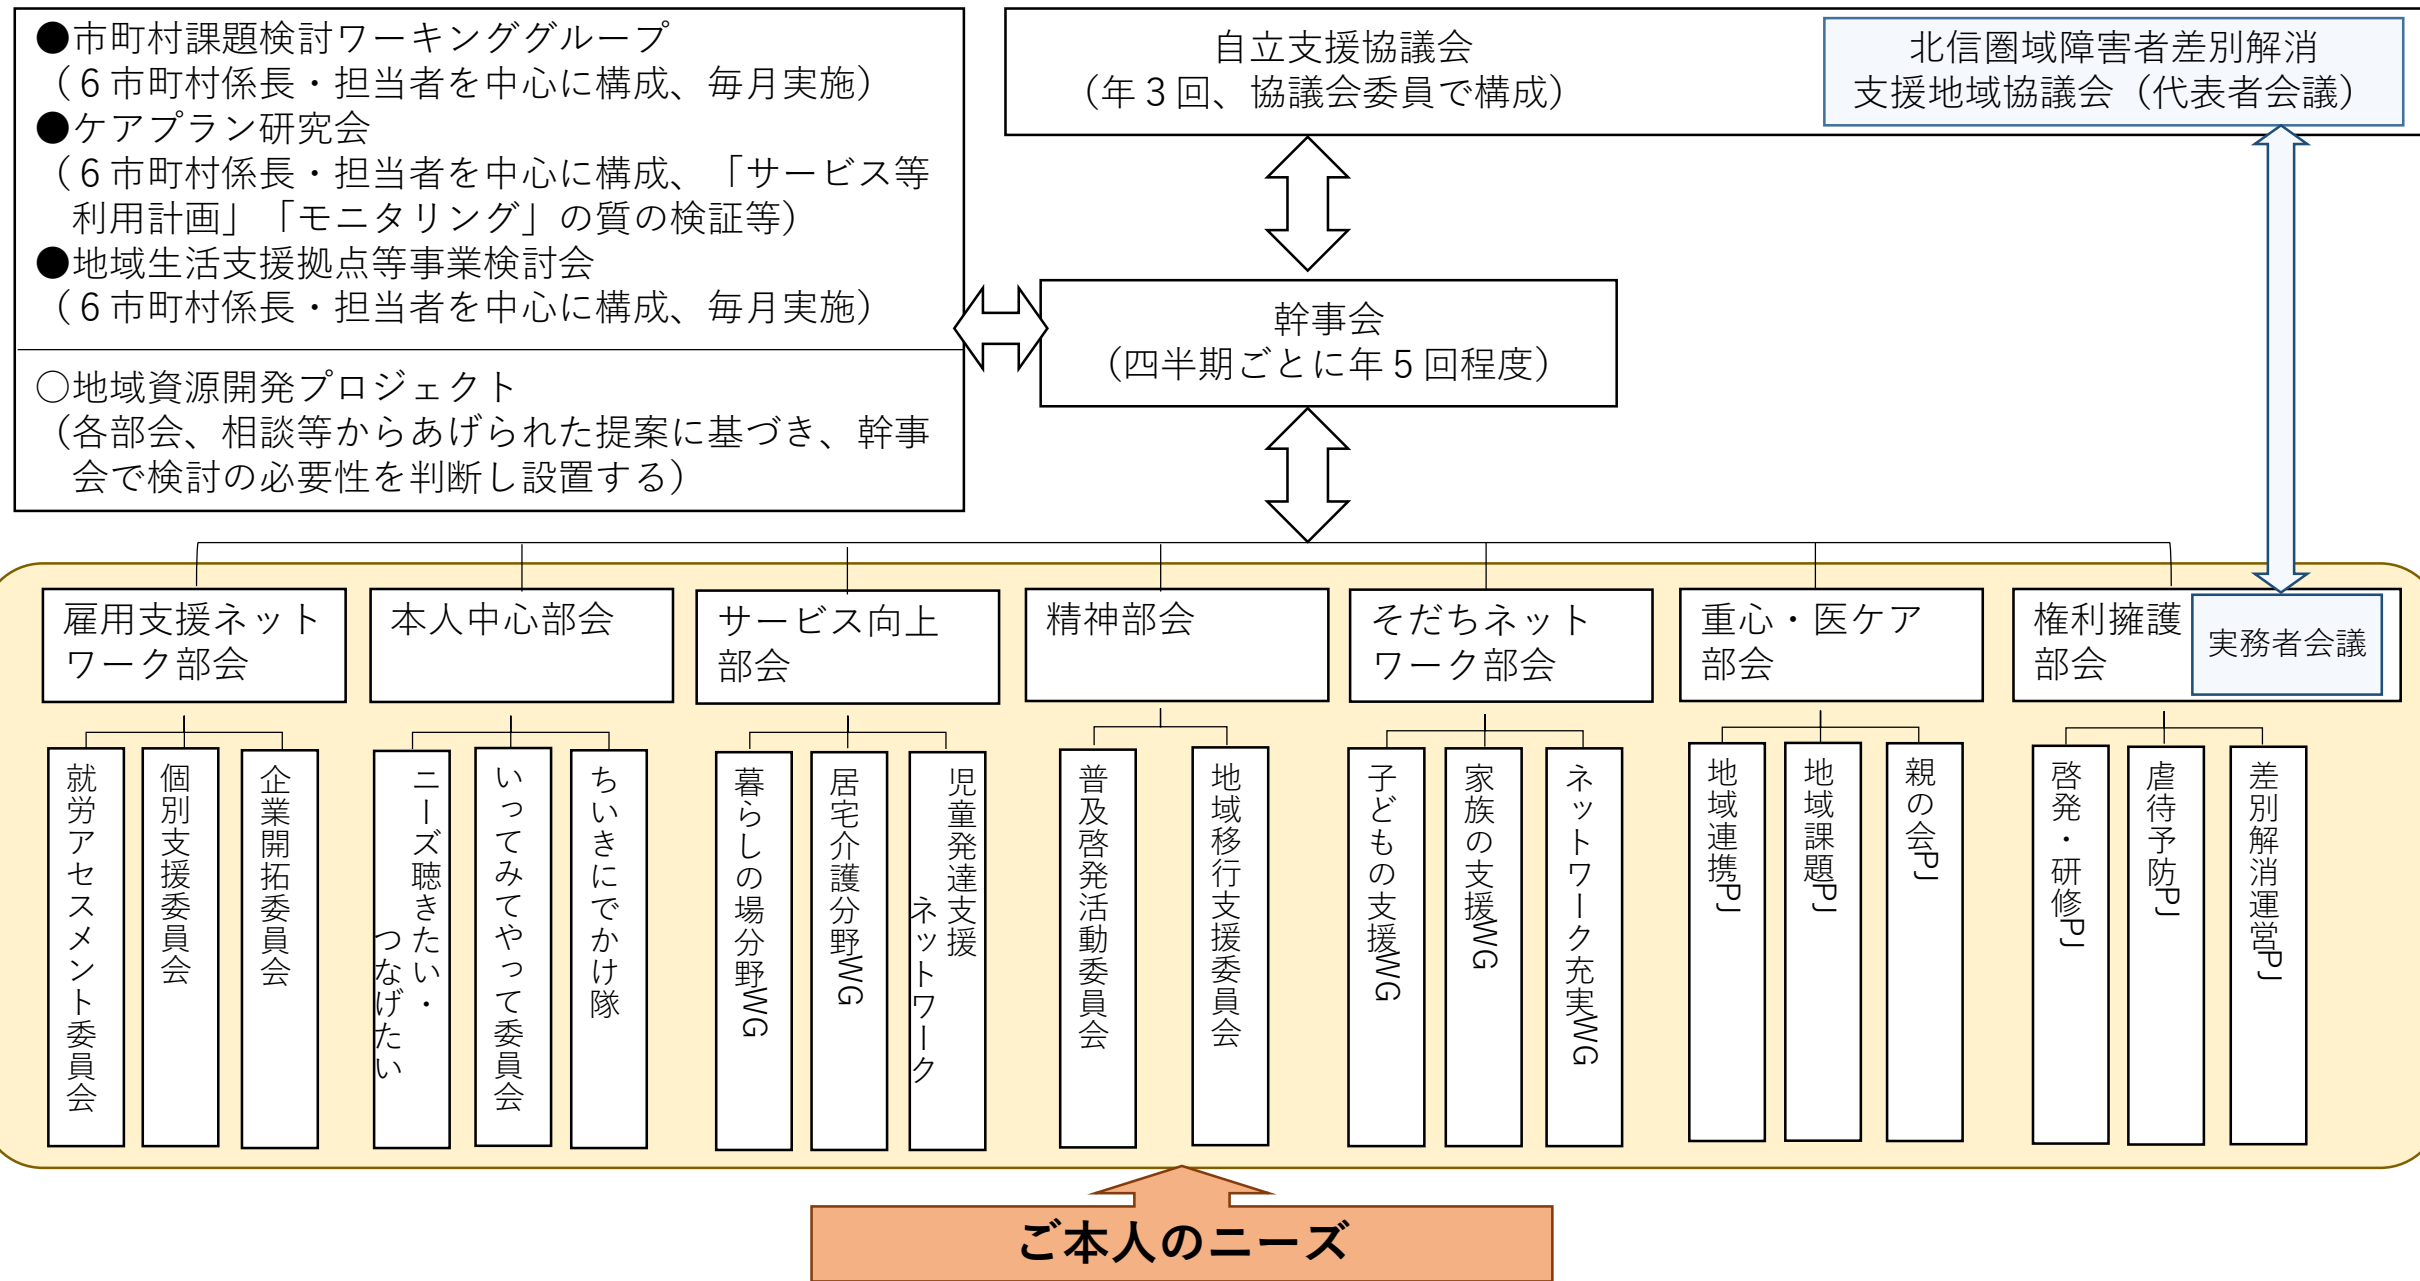 ●市町村課題検討ワーキンググループ
（６市町村係長・担当者を中心に構成、毎月実施）
●ケアプラン研究会
（６市町村係長・担当者を中心に構成、「サービス等
利用計画」「モニタリング」の質の検証等）
●地域生活支援拠点等事業検討会
（６市町村係長・担当者を中心に構成、毎月実施）
○地域資源開発プロジェクト
（各部会、相談等からあげられた提案に基づき、幹事
会で検討の必要性を判断し設置する）
自立支援協議会
（年３回、協議会委員で構成）
北信圏域障害者差別解消
支援地域協議会（代表者会議）
幹事会
（四半期ごとに年５回程度）
雇用支援ネット
ワーク部会
本人中心部会
サービス向上
部会
精神部会
そだちネット
ワーク部会
重心・医ケア
部会
権利擁護
部会
実務者会議
就労アセスメント委員会
個別支援委員会
企業開拓委員会
ニーズ聴きたい・
つなげたい
いってみてやって委員会
ちいきにでかけ隊
暮らしの場分野WG
居宅介護分野WG
児童発達支援
ネットワーク
普及啓発活動委員会
地域移行支援委員会
子どもの支援WG
家族の支援WG
ネットワーク充実WG
地域連携PJ
地域課題PJ
親の会PJ
啓発・研修PJ
虐待予防PJ
差別解消運営PJ
ご本人のニーズ